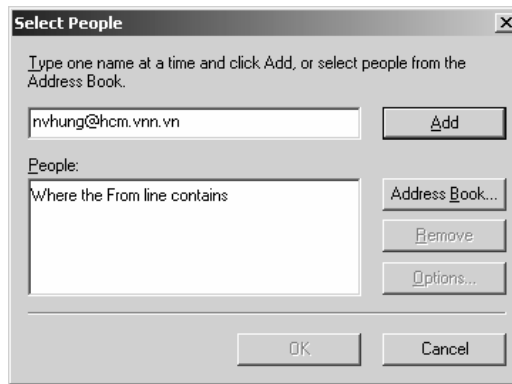 Select People
Type one name at a time and click Add, or select people from the
Address Book.
nvhung@hcm.vnn.vn
Add
People:
Where the From line contains
Address Book...
Remove
Options...
OK
Cancel